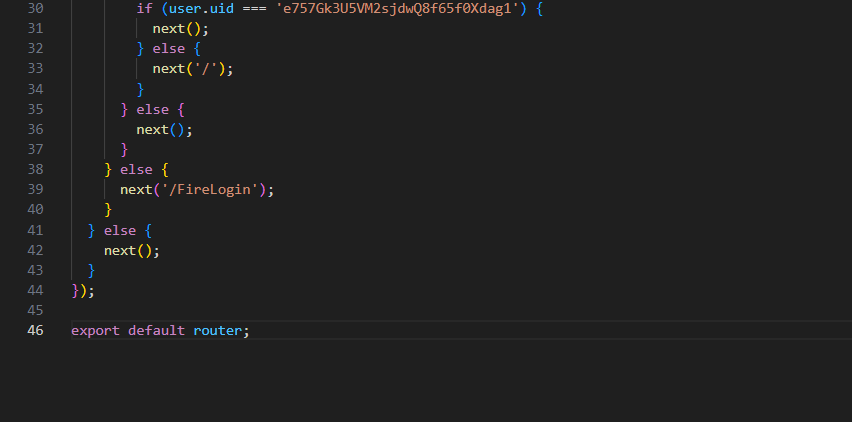 30 if (user.uid === 'e757Gk3U5VM2sjdwQ8f65f0Xdag1') {
31 next();
32 } else {
33 next('/');
34 }
35 } else {
36 next();
37 }
38 } else {
39 next('/FireLogin');
40 }
41 } else {
42 next();
43 }
44 });
45
46 export default router;